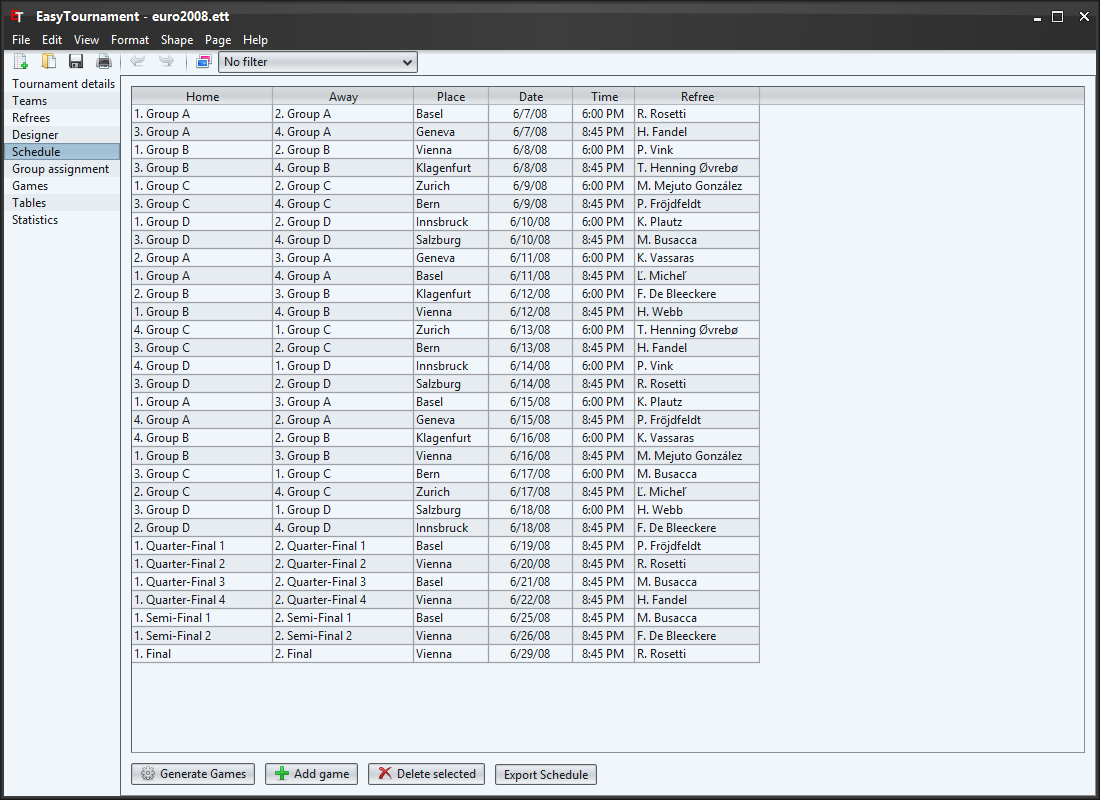 EasyTournament - euro2008.ett
File Edit View Format Shape Page Help
No filter
Tournament details
Teams
Refrees
Designer
Schedule
Group assignment
Games
Tables
Statistics
Home Away Place Date Time Refree
1. Group A 2. Group A Basel 6/7/08 6:00 PM R. Rosetti
3. Group A 4. Group A Geneva 6/7/08 8:45 PM H. Fandel
1. Group B 2. Group B Vienna 6/8/08 6:00 PM P. Vink
3. Group B 4. Group B Klagenfurt 6/8/08 8:45 PM T. Henning Øvrebø
1. Group C 2. Group C Zurich 6/9/08 6:00 PM M. Mejuto González
3. Group C 4. Group C Bern 6/9/08 8:45 PM P. Fröjdfeldt
1. Group D 2. Group D Innsbruck 6/10/08 6:00 PM K. Plautz
3. Group D 4. Group D Salzburg 6/10/08 8:45 PM M. Busacca
2. Group A 3. Group A Geneva 6/11/08 6:00 PM K. Vassaras
1. Group A 4. Group A Basel 6/11/08 8:45 PM Ľ. Micheľ
2. Group B 3. Group B Klagenfurt 6/12/08 6:00 PM F. De Bleeckere
1. Group B 4. Group B Vienna 6/12/08 8:45 PM H. Webb
4. Group C 1. Group C Zurich 6/13/08 6:00 PM T. Henning Øvrebø
3. Group C 2. Group C Bern 6/13/08 8:45 PM H. Fandel
4. Group D 1. Group D Innsbruck 6/14/08 6:00 PM P. Vink
3. Group D 2. Group D Salzburg 6/14/08 8:45 PM R. Rosetti
1. Group A 3. Group A Basel 6/15/08 6:00 PM K. Plautz
4. Group A 2. Group A Geneva 6/15/08 8:45 PM P. Fröjdfeldt
4. Group B 2. Group B Klagenfurt 6/16/08 6:00 PM K. Vassaras
1. Group B 3. Group B Vienna 6/16/08 8:45 PM M. Mejuto González
3. Group C 1. Group C Bern 6/17/08 6:00 PM M. Busacca
2. Group C 4. Group C Zurich 6/17/08 8:45 PM Ľ. Micheľ
3. Group D 1. Group D Salzburg 6/18/08 6:00 PM H. Webb
2. Group D 4. Group D Innsbruck 6/18/08 8:45 PM F. De Bleeckere
1. Quarter-Final 1 2. Quarter-Final 1 Basel 6/19/08 8:45 PM P. Fröjdfeldt
1. Quarter-Final 2 2. Quarter-Final 2 Vienna 6/20/08 8:45 PM R. Rosetti
1. Quarter-Final 3 2. Quarter-Final 3 Basel 6/21/08 8:45 PM M. Busacca
1. Quarter-Final 4 2. Quarter-Final 4 Vienna 6/22/08 8:45 PM H. Fandel
1. Semi-Final 1 2. Semi-Final 1 Basel 6/25/08 8:45 PM M. Busacca
1. Semi-Final 2 2. Semi-Final 2 Vienna 6/26/08 8:45 PM F. De Bleeckere
1. Final 2. Final Vienna 6/29/08 8:45 PM R. Rosetti
Generate Games Add game Delete selected Export Schedule